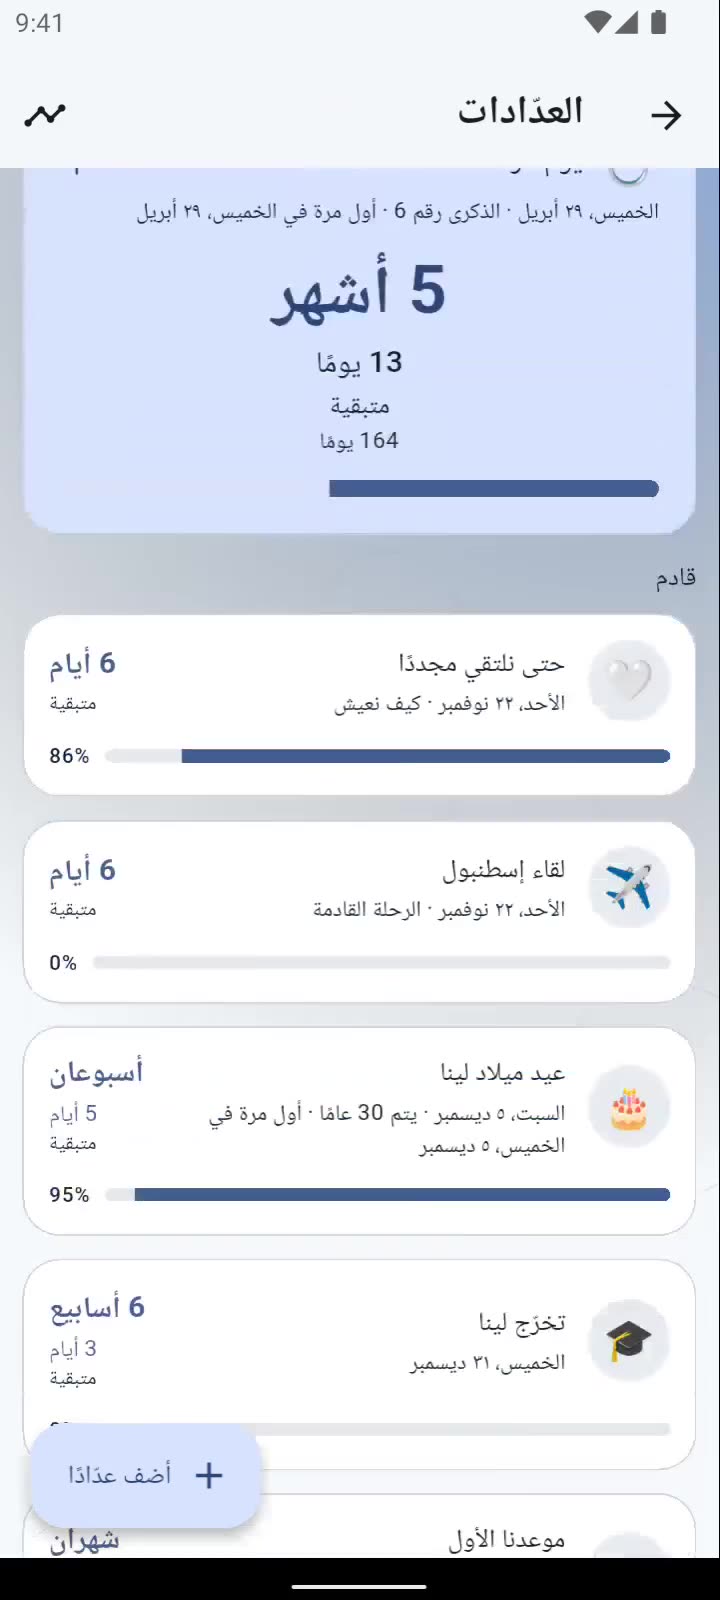 9:41
العدّادات
الخميس، ٢٩ أبريل · الذكرى رقم 6 · أول مرة في الخميس، ٢٩ أبريل
5 أشهر
13 يومًا
متبقية
164 يومًا
قادم
حتى نلتقي مجددًا
6 أيام
الأحد، ٢٢ نوفمبر · كيف نعيش
متبقية
86%
لقاء إسطنبول
6 أيام
الأحد، ٢٢ نوفمبر · الرحلة القادمة
متبقية
0%
عيد ميلاد لينا
أسبوعان
السبت، ٥ ديسمبر · يتم 30 عامًا · أول مرة في
5 أيام
الخميس، ٥ ديسمبر
متبقية
95%
تخرّج لينا
6 أسابيع
الخميس، ٣١ ديسمبر
3 أيام
متبقية
أضف عدّادًا
موعدنا الأول
شهران